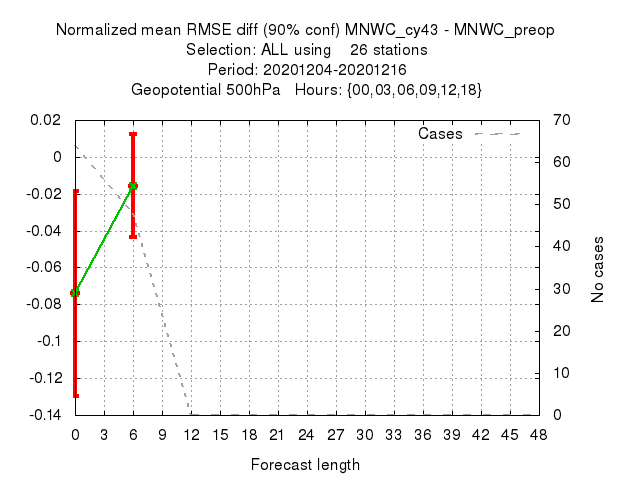 Normalized mean RMSE diff (90% conf) MNWC_cy43 - MNWC_preop
Selection: ALL using 26 stations
Period: 20201204-20201216
Geopotential 500hPa Hours: {00,03,06,09,12,18}
Cases
0.02
0
-0.02
-0.04
-0.06
-0.08
-0.1
-0.12
-0.14
70
60
50
40
30
20
10
0
No cases
0 3 6 9 12 15 18 21 24 27 30 33 36 39 42 45 48
Forecast length